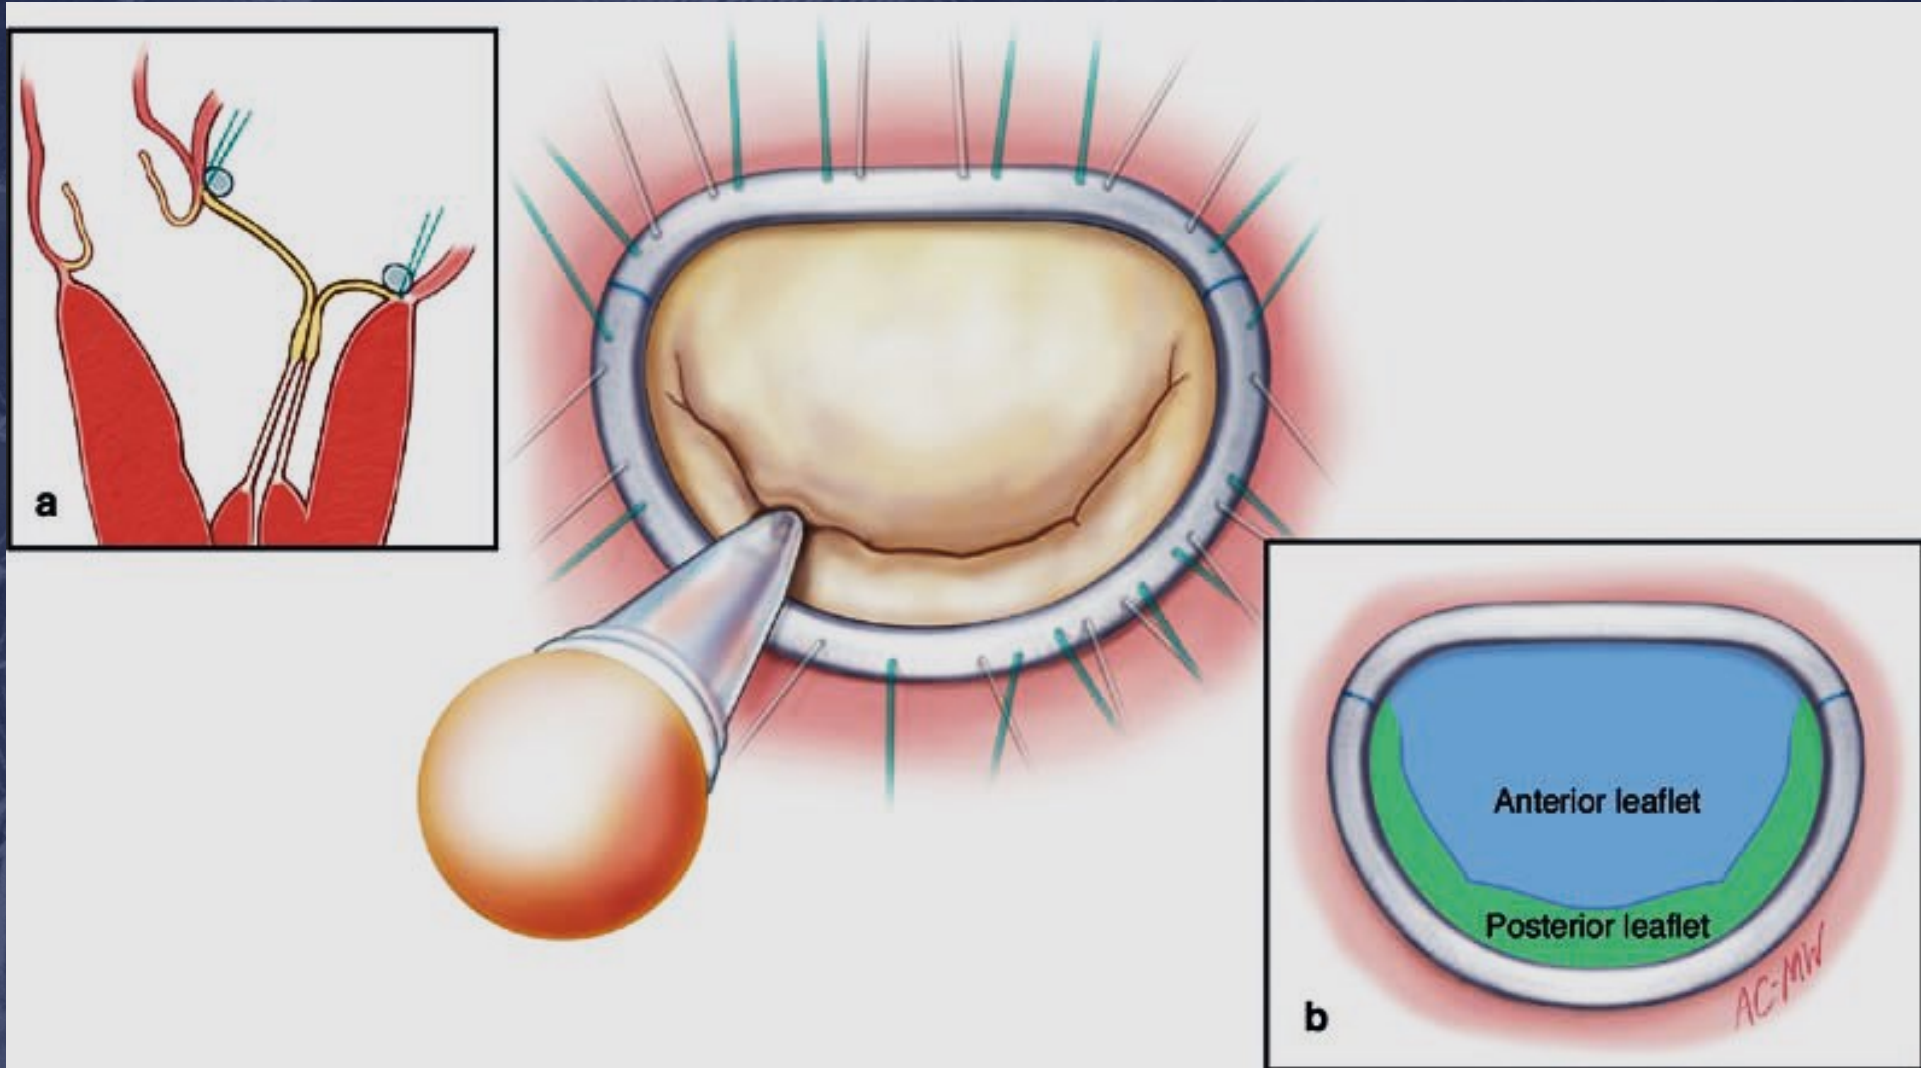 a
Anterior leaflet
Posterior leaflet
b
AC-MW